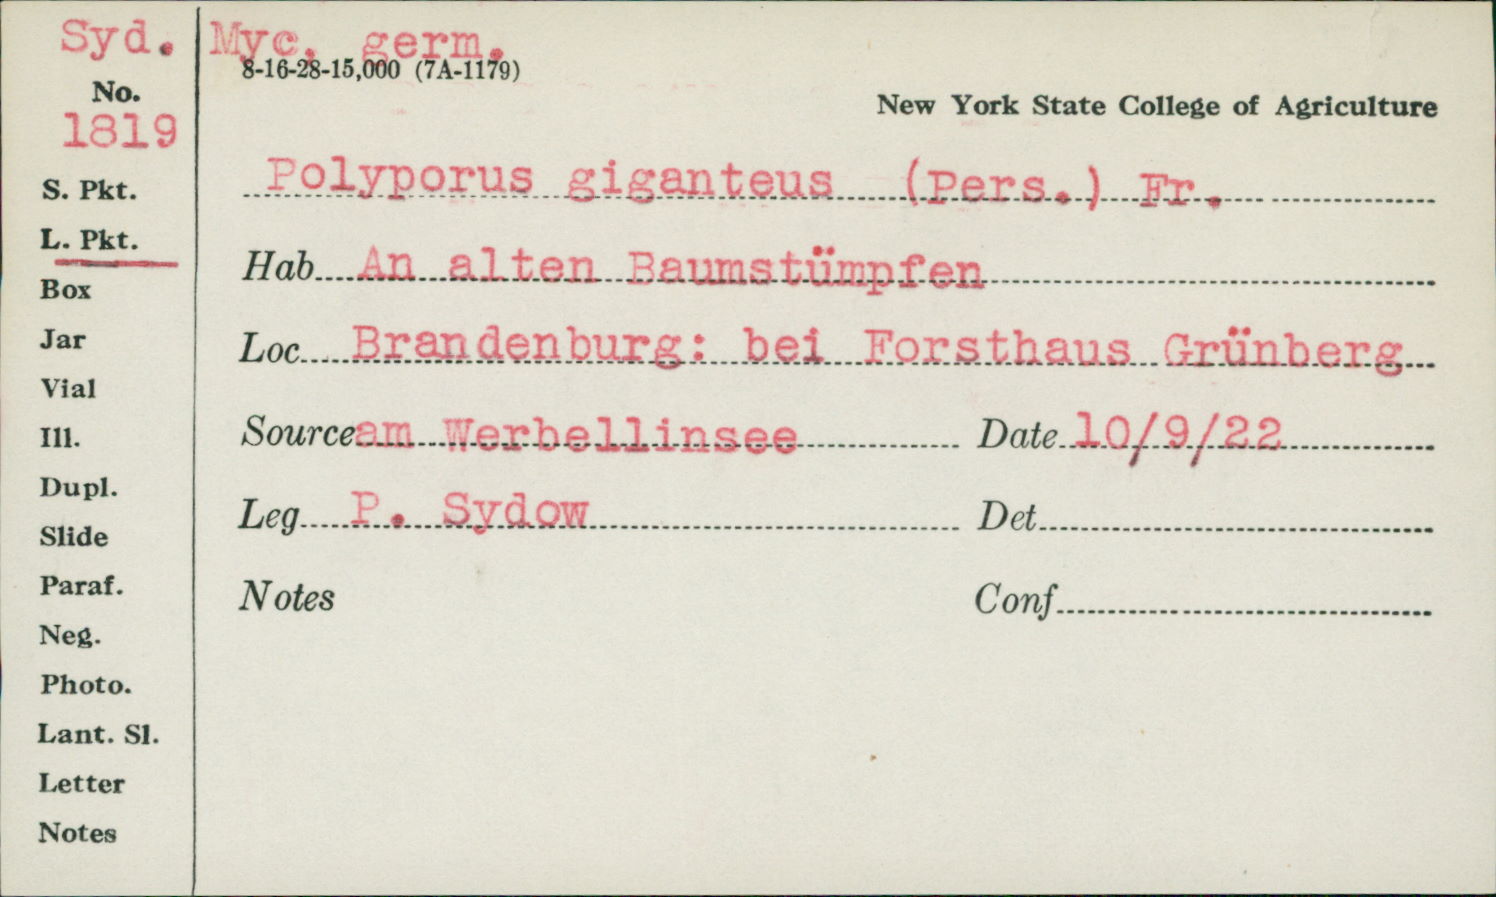 Syd. Myc. germ.
8-16-28-15,000 (7A-1179)
No.
1819
New York State College of Agriculture
S. Pkt.
Polyporus giganteus (Pers.) Fr.
L. Pkt.
Hab. An alten Baumstümpfen
Box
Jar
Loc. Brandenburg: bei Forsthaus Grünberg
Vial
Ill.
Source am Werbellinsee Date 10/9/22
Dupl.
Leg. P. Sydow Det.
Slide
Paraf.
Notes Conf.
Neg.
Photo.
Lant. Sl.
Letter
Notes